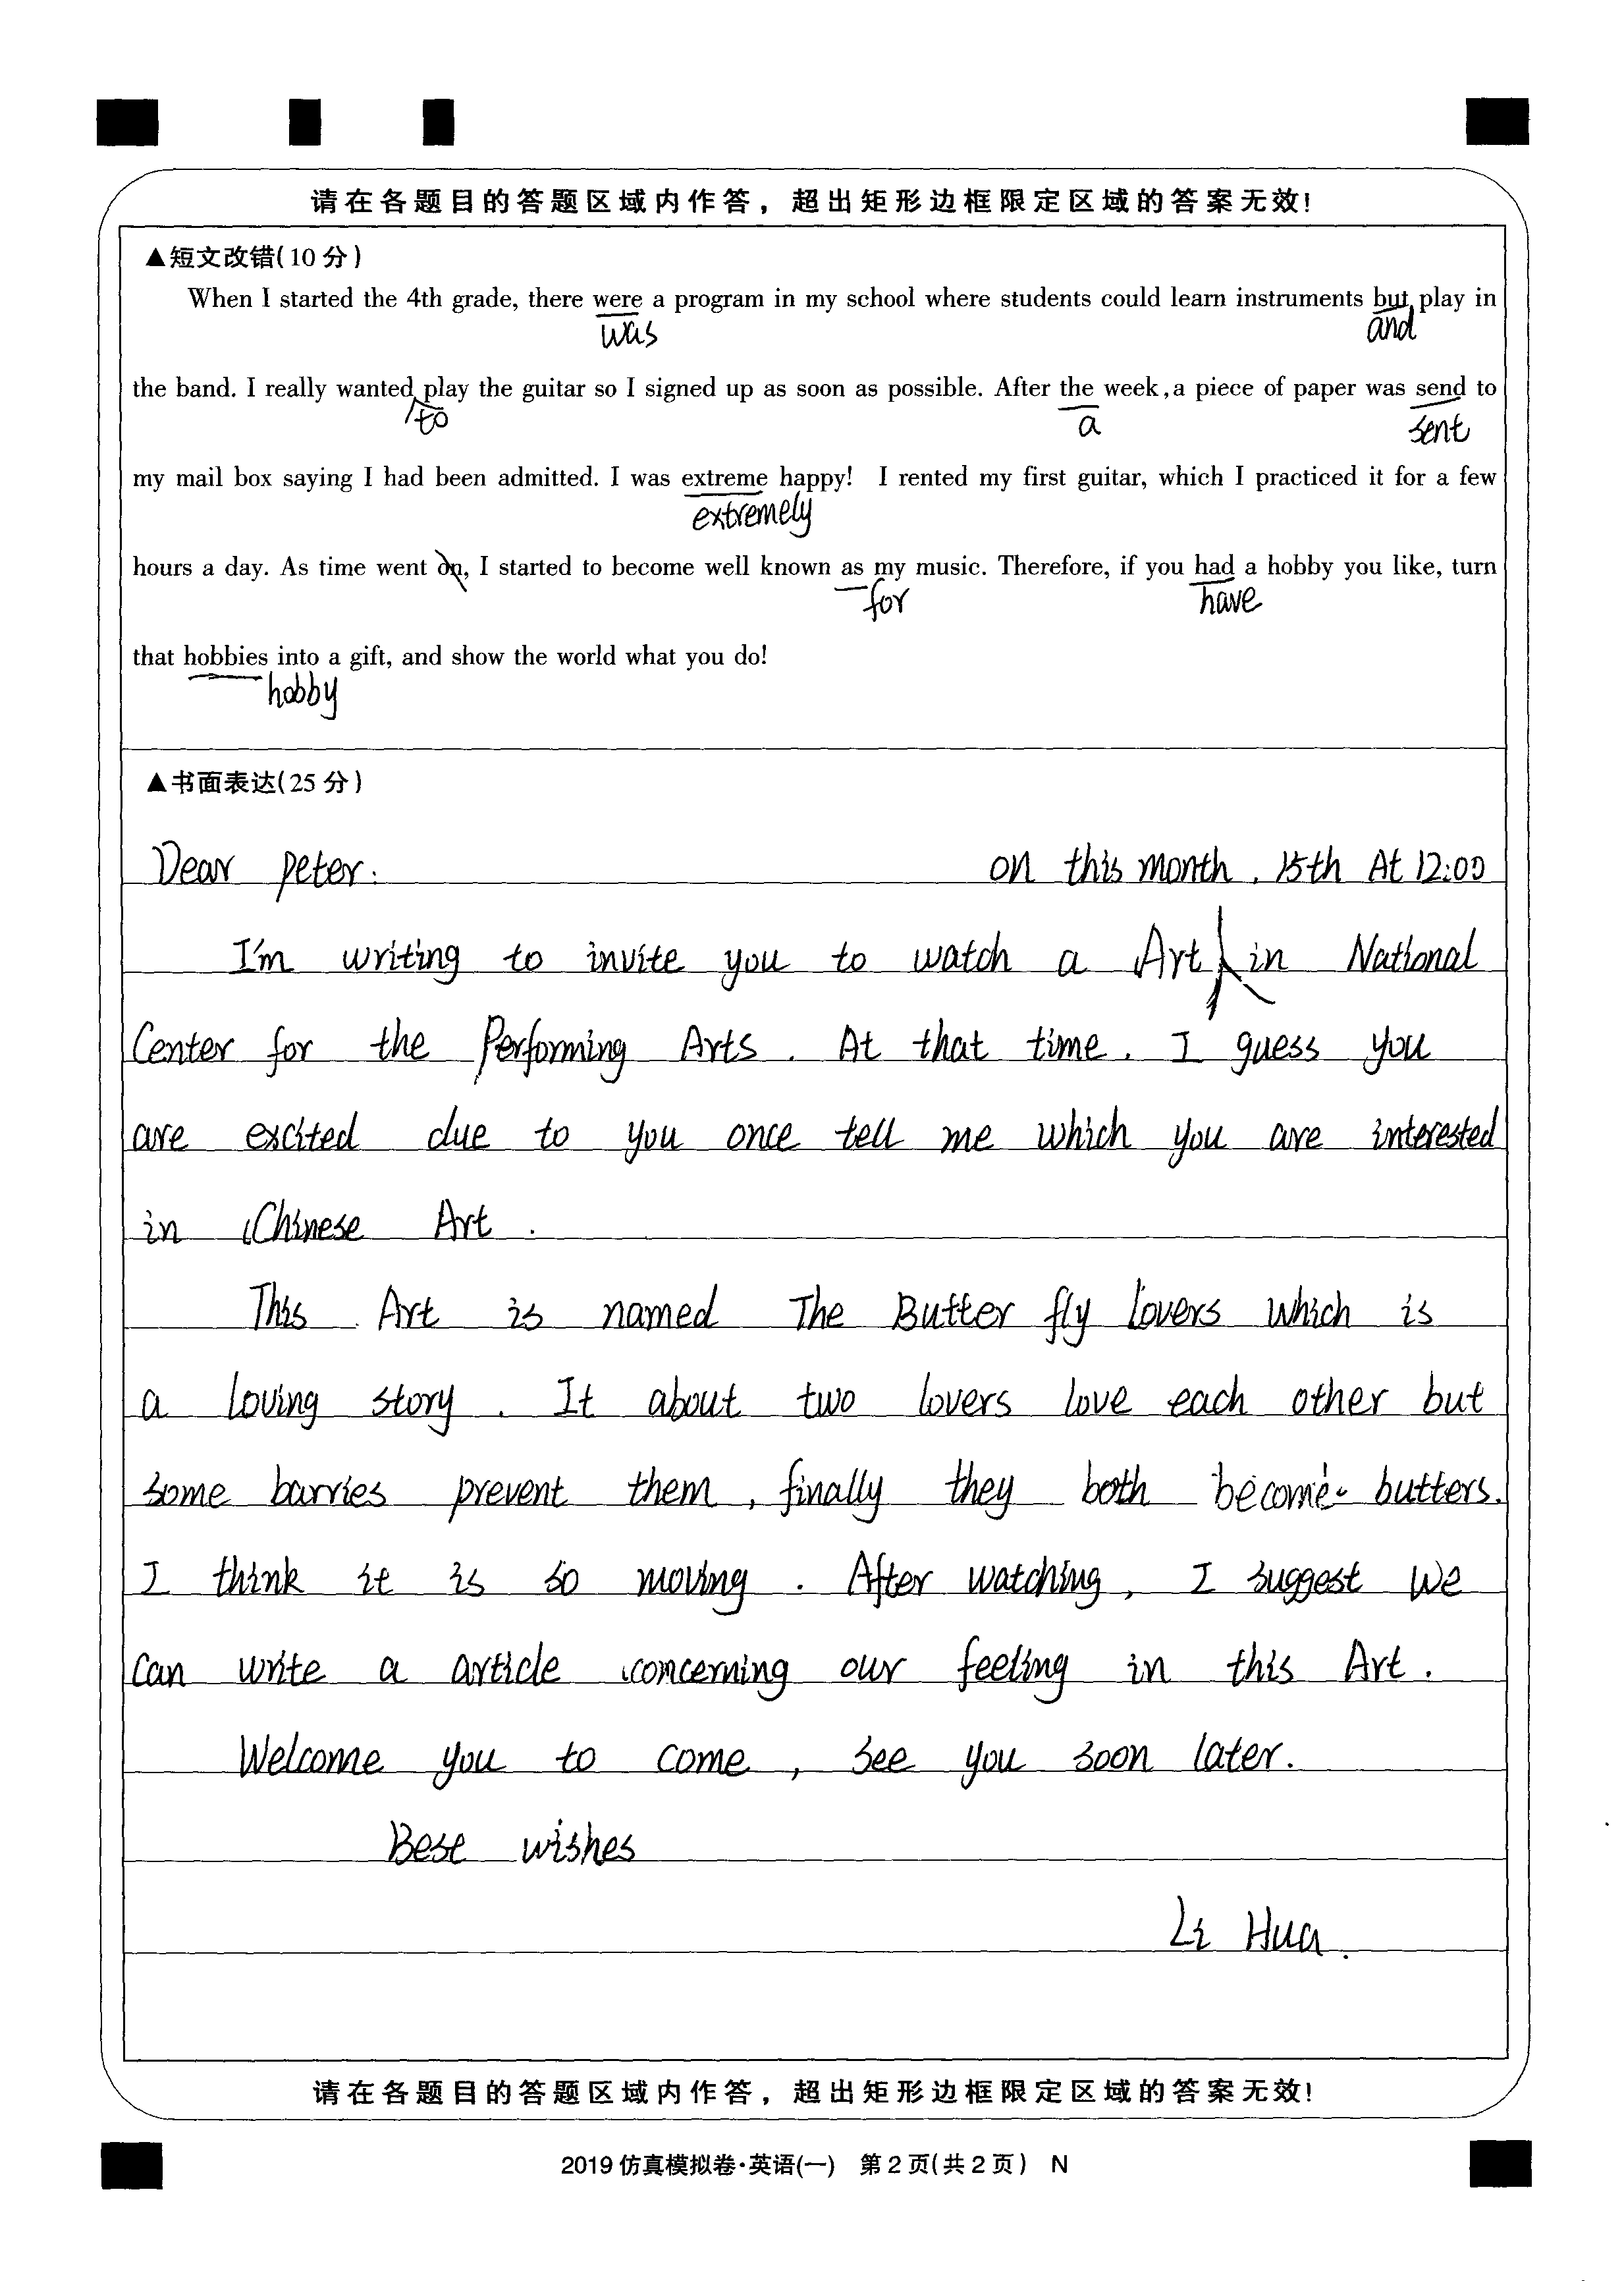 请在各题目的答题区域内作答，超出矩形边框限定区域的答案无效!
▲短文改错(10分)
When I started the 4th grade, there were a program in my school where students could learn instruments but play in
was and
the band. I really wanted play the guitar so I signed up as soon as possible. After the week,a piece of paper was send to
to a sent
my mail box saying I had been admitted. I was extreme happy! I rented my first guitar, which I practiced it for a few
extremely
hours a day. As time went on, I started to become well known as my music. Therefore, if you had a hobby you like, turn
for have
that hobbies into a gift, and show the world what you do!
hobby
▲书面表达(25分)
Dear peter: on this month, 15th At 12:00
I'm writing to invite you to watch a Art in National
Center for the Performing Arts. At that time, I guess you
are excited due to you once tell me which you are interested
in Chinese Art.
This Art is named The Butter fly lovers which is
a loving story. It about two lovers love each other but
some barries prevent them, finally they both become butters.
I think it is so moving. After watching, I suggest we
can write a article concerning our feeling in this Art.
Welcome you to come, see you soon later.
Best wishes
Li Hua.
请在各题目的答题区域内作答，超出矩形边框限定区域的答案无效!
2019仿真模拟卷·英语(一) 第2页(共2页) N